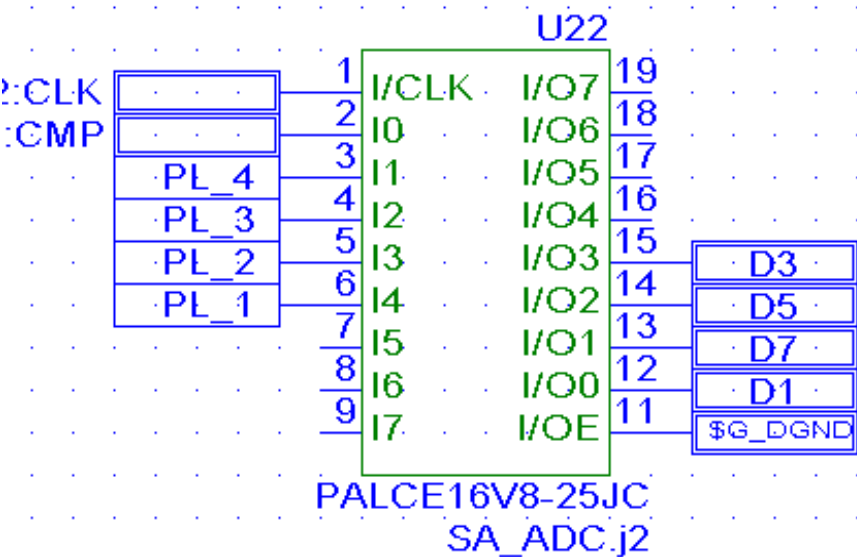 U22
1 I/CLK I/O7 19
2:CLK
2 I0 I/O6 18
:CMP
3 I1 I/O5 17
PL_4
4 I2 I/O4 16
PL_3
5 I3 I/O3 15
PL_2 D3
6 I4 I/O2 14
PL_1 D5
7 I5 I/O1 13
D7
8 I6 I/O0 12
D1
9 I7 I/OE 11
$G_DGND
PALCE16V8-25JC
SA_ADC.j2